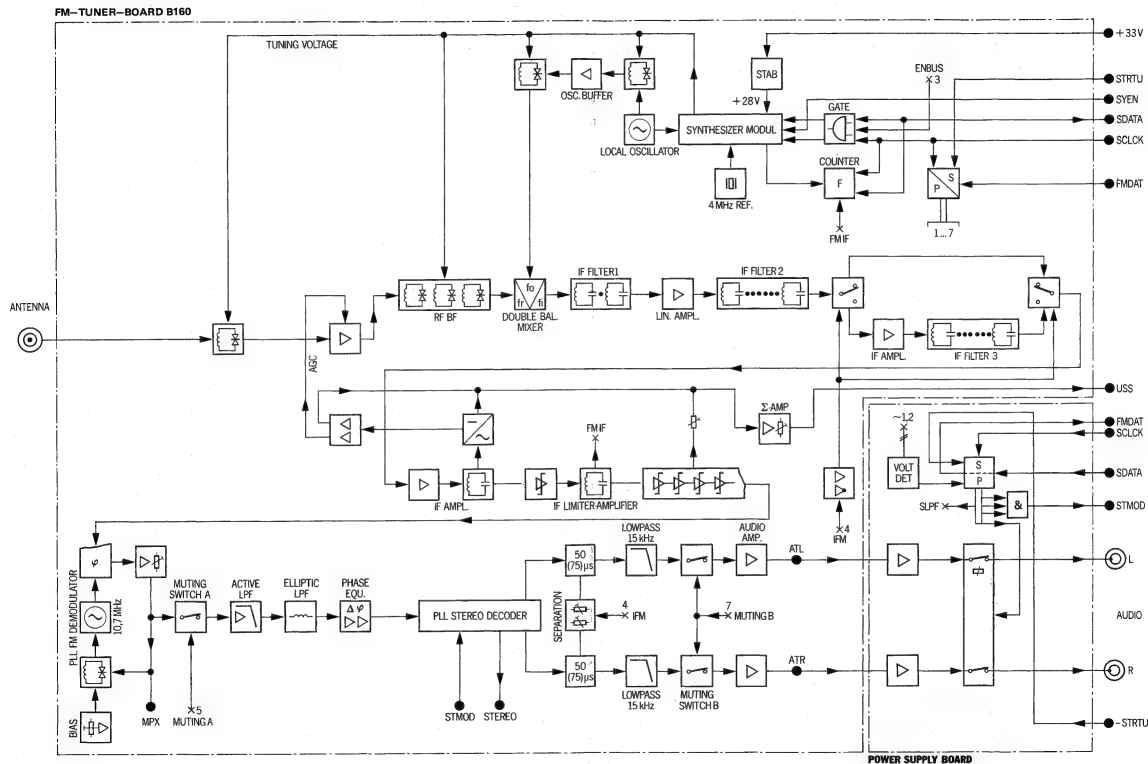 FM–TUNER–BOARD B160
TUNING VOLTAGE
+33V
STAB
ENBUS
3
STRTU
OSC. BUFFER
+28V
GATE
SYEN
SDATA
SYNTHESIZER MODUL
LOCAL OSCILLATOR
SCLCK
COUNTER
F
S
P
FMDAT
4 MHz REF.
FM IF
1 ... 7
ANTENNA
RF BF
fo
fr
fi
DOUBLE BAL.
MIXER
IF FILTER1
LIN. AMPL.
IF FILTER 2
IF AMPL.
IF FILTER 3
AGC
Σ-AMP
USS
FM IF
~1,2
FMDAT
SCLCK
VOLT
DET
S
P
SDATA
SLPF
&
STMOD
IF AMPL.
IF LIMITER-AMPLIFIER
4
IFM
PLL FM DEMODULATOR
φ
10,7 MHz
MUTING
SWITCH A
ACTIVE
LPF
ELLIPTIC
LPF
PHASE
EQU.
Δ φ
PLL STEREO DECODER
50
(75)µs
LOWPASS
15 kHz
AUDIO
AMP.
ATL
L
SEPARATION
4
IFM
7
MUTING B
AUDIO
50
(75)µs
LOWPASS
15 kHz
MUTING
SWITCH B
ATR
R
BIAS
MPX
5
MUTING A
STMOD
STEREO
-STRTU
POWER SUPPLY BOARD